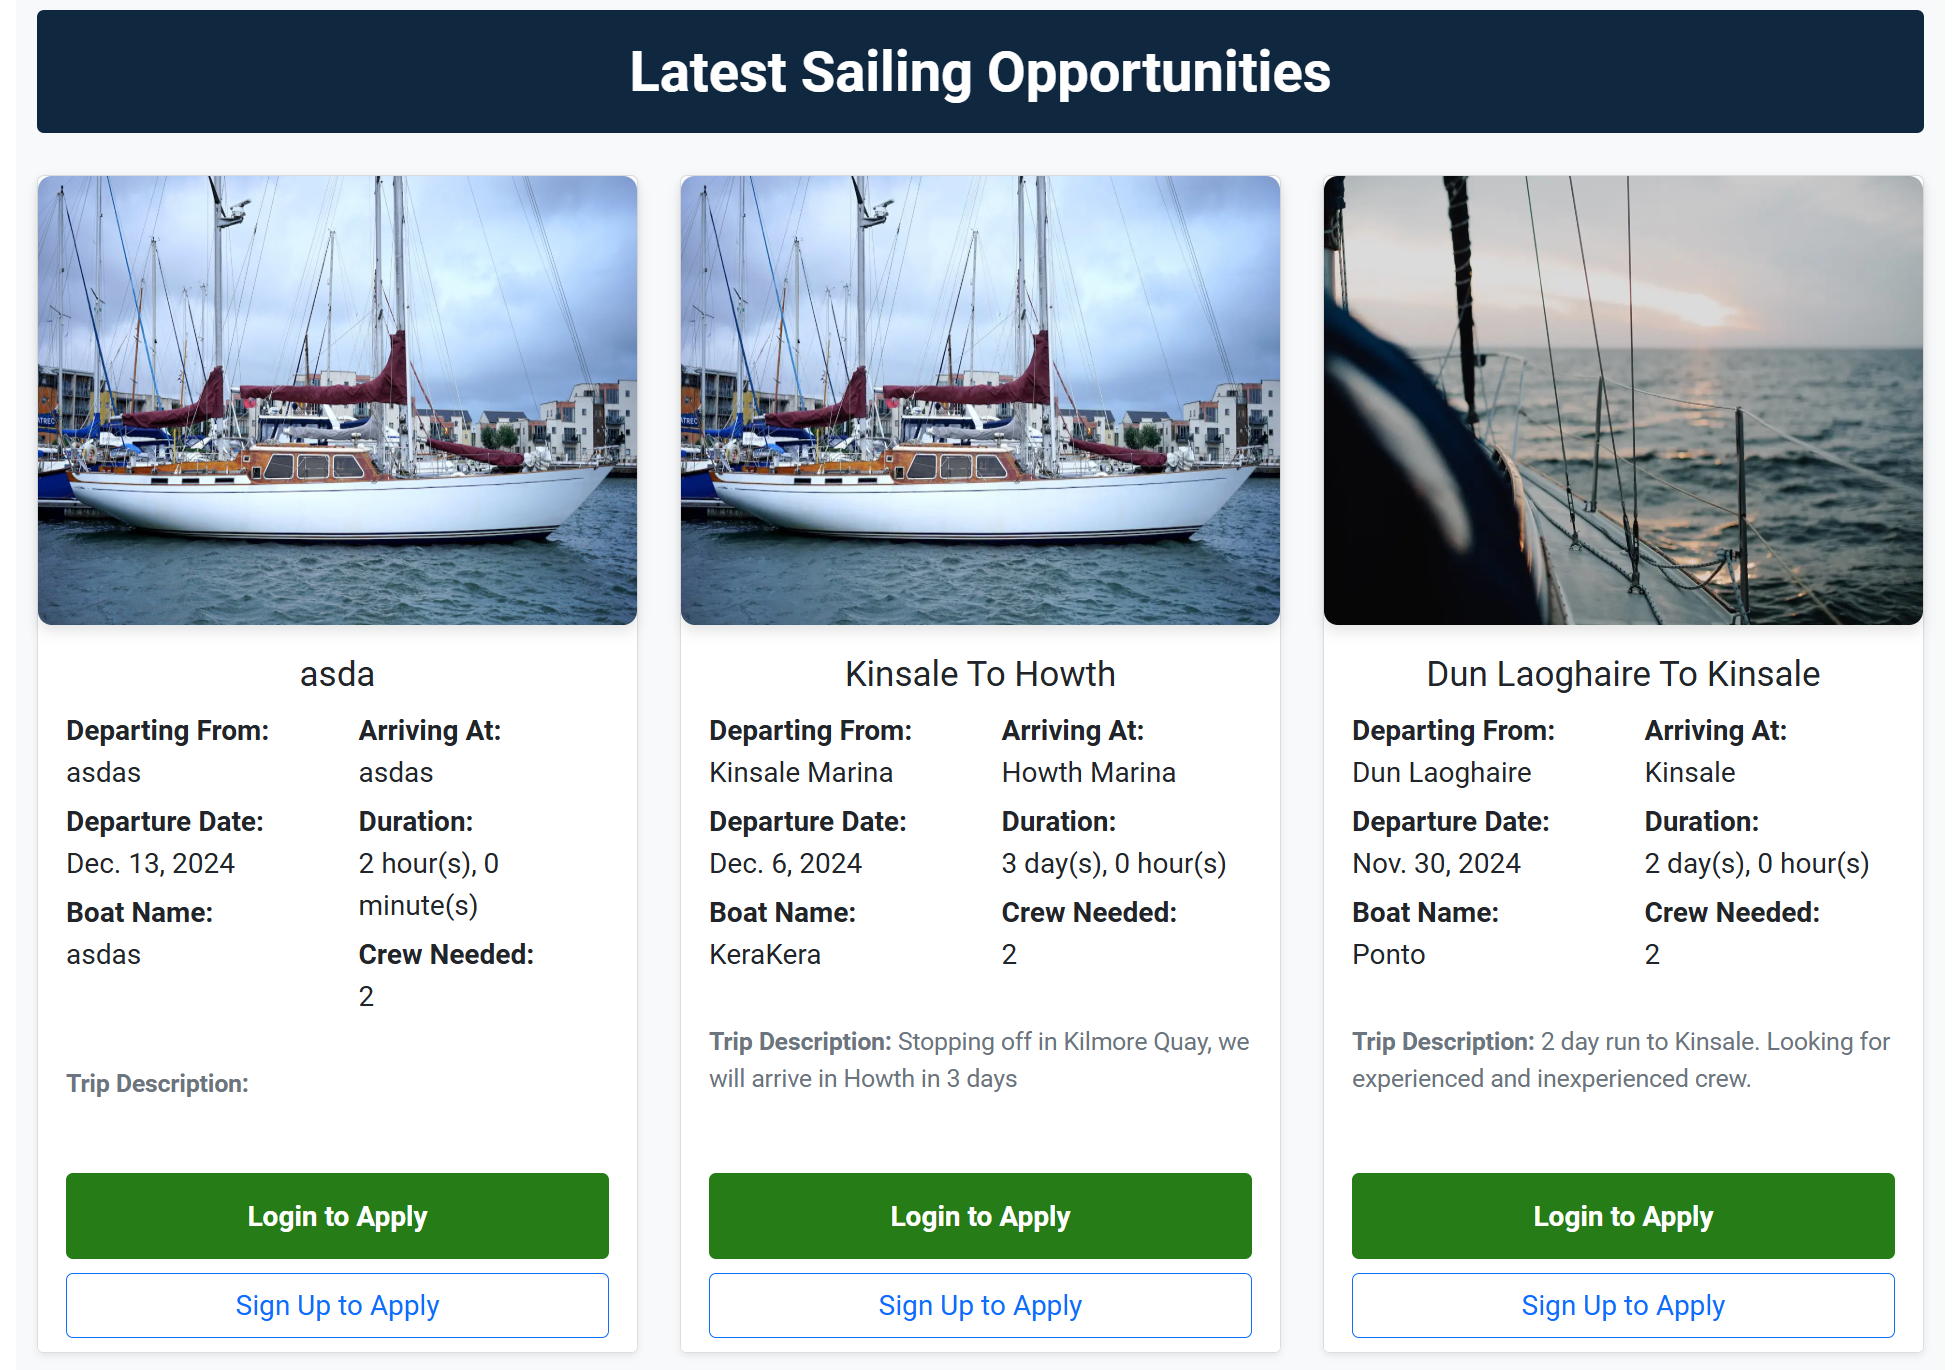 Latest Sailing Opportunities
asda
Departing From:
asdas
Arriving At:
asdas
Departure Date:
Dec. 13, 2024
Duration:
2 hour(s), 0
minute(s)
Boat Name:
asdas
Crew Needed:
2
Trip Description:
Login to Apply
Sign Up to Apply
Kinsale To Howth
Departing From:
Kinsale Marina
Arriving At:
Howth Marina
Departure Date:
Dec. 6, 2024
Duration:
3 day(s), 0 hour(s)
Boat Name:
KeraKera
Crew Needed:
2
Trip Description: Stopping off in Kilmore Quay, we
will arrive in Howth in 3 days
Login to Apply
Sign Up to Apply
Dun Laoghaire To Kinsale
Departing From:
Dun Laoghaire
Arriving At:
Kinsale
Departure Date:
Nov. 30, 2024
Duration:
2 day(s), 0 hour(s)
Boat Name:
Ponto
Crew Needed:
2
Trip Description: 2 day run to Kinsale. Looking for
experienced and inexperienced crew.
Login to Apply
Sign Up to Apply